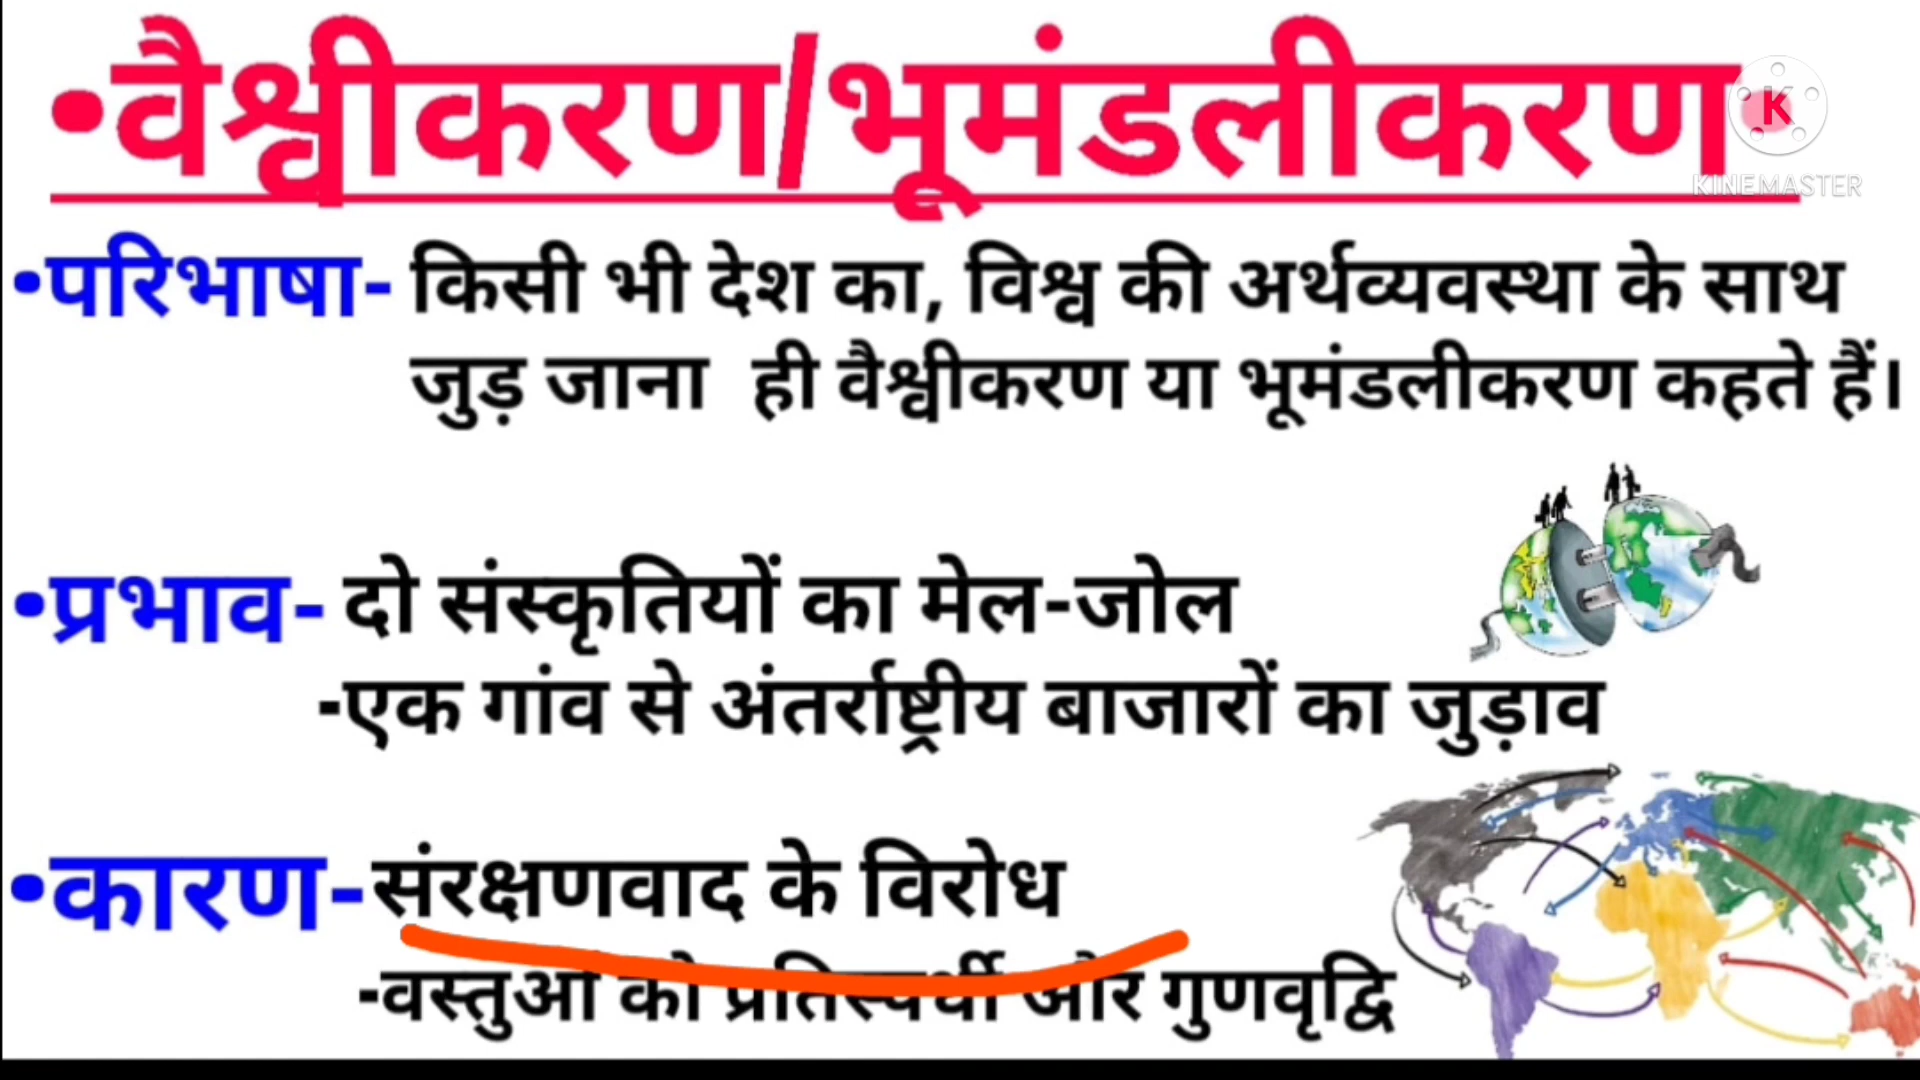 •वैश्वीकरण/भूमंडलीकरण
K
KINEMASTER
•परिभाषा- किसी भी देश का, विश्व की अर्थव्यवस्था के साथ
जुड़ जाना ही वैश्वीकरण या भूमंडलीकरण कहते हैं।
•प्रभाव- दो संस्कृतियों का मेल-जोल
-एक गांव से अंतर्राष्ट्रीय बाजारों का जुड़ाव
•कारण-संरक्षणवाद के विरोध
-वस्तुओं को प्रतिस्पर्धी और गुणवृद्वि